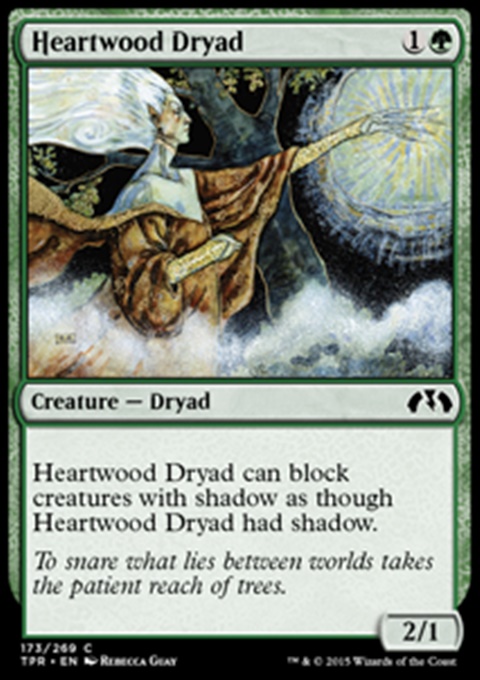 Heartwood Dryad 1
Creature — Dryad
Heartwood Dryad can block
creatures with shadow as though
Heartwood Dryad had shadow.
To snare what lies between worlds takes
the patient reach of trees.
2/1
173/269 C
TPR • EN Rebecca Guay
™ & © 2015 Wizards of the Coast